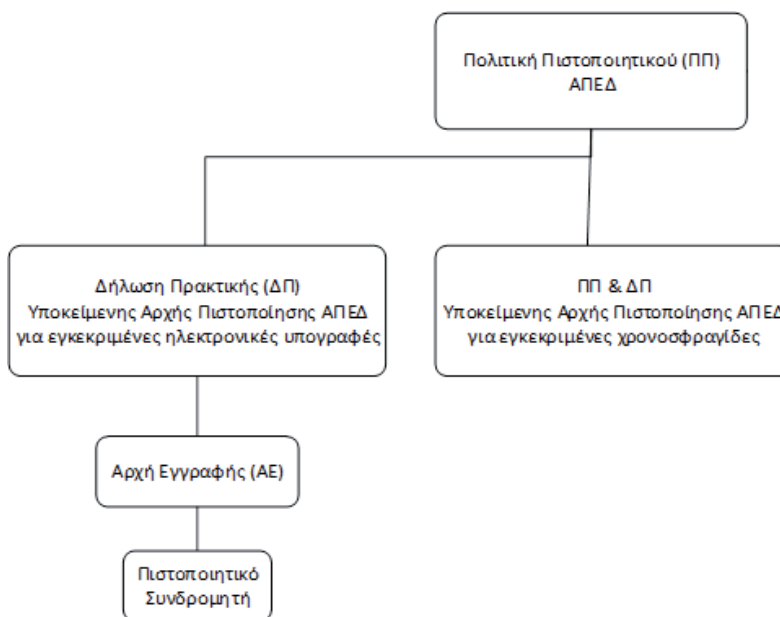 Πολιτική Πιστοποιητικού (ΠΠ)
ΑΠΕΔ
Δήλωση Πρακτικής (ΔΠ)
Υποκείμενης Αρχής Πιστοποίησης ΑΠΕΔ
για εγκεκριμένες ηλεκτρονικές υπογραφές
ΠΠ & ΔΠ
Υποκείμενης Αρχής Πιστοποίησης ΑΠΕΔ
για εγκεκριμένες χρονοσφραγίδες
Αρχή Εγγραφής (ΑΕ)
Πιστοποιητικό
Συνδρομητή